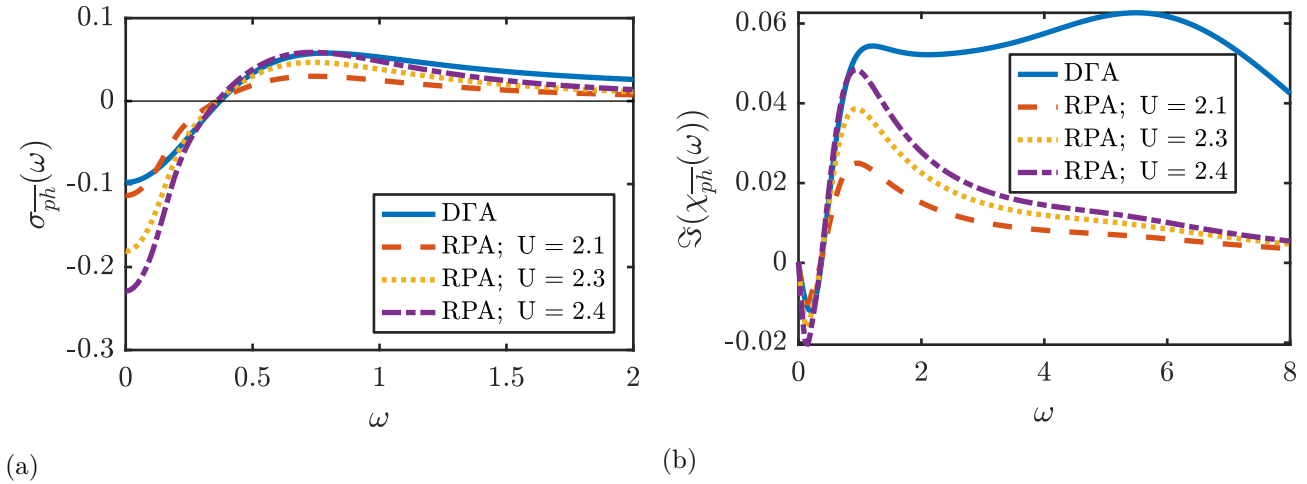 0.1
0
-0.1
-0.2
-0.3
σ_{\overline{ph}}(ω)
DΓA
RPA; U = 2.1
RPA; U = 2.3
RPA; U = 2.4
0 0.5 1 1.5 2
ω
(a)
0.06
0.04
0.02
0
-0.02
ℑ(χ_{\overline{ph}}(ω))
DΓA
RPA; U = 2.1
RPA; U = 2.3
RPA; U = 2.4
0 2 4 6 8
ω
(b)